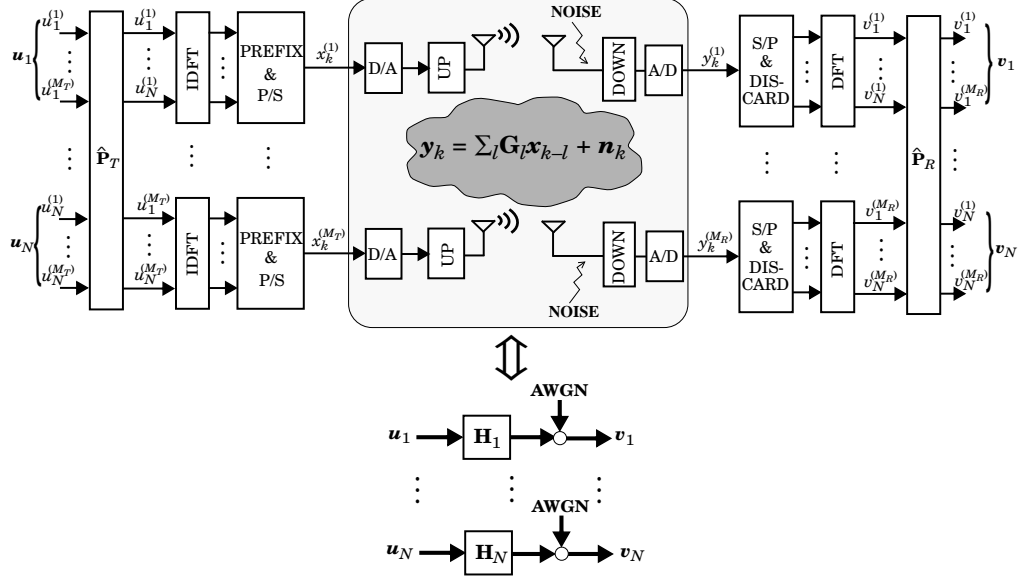 u_1 { u_1^{(1)} ⋮ u_1^{(M_T)}
⋮
u_N { u_N^{(1)} ⋮ u_N^{(M_T)}
P̂_T
u_1^{(1)} ⋮ u_N^{(1)}
IDFT
PREFIX
&
P/S
x_k^{(1)}
⋮
u_1^{(M_T)} ⋮ u_N^{(M_T)}
IDFT
PREFIX
&
P/S
x_k^{(M_T)}
D/A
UP
NOISE
DOWN
A/D
y_k = Σ_l G_l x_{k–l} + n_k
D/A
UP
NOISE
DOWN
A/D
y_k^{(1)}
S/P
&
DIS-
CARD
DFT
v_1^{(1)} ⋮ v_N^{(1)}
⋮
y_k^{(M_R)}
S/P
&
DIS-
CARD
DFT
v_1^{(M_R)} ⋮ v_N^{(M_R)}
P̂_R
v_1^{(1)} ⋮ v_1^{(M_R)} } v_1
⋮
v_N^{(1)} ⋮ v_N^{(M_R)} } v_N
AWGN
u_1 H_1 v_1
⋮ ⋮ ⋮
AWGN
u_N H_N v_N